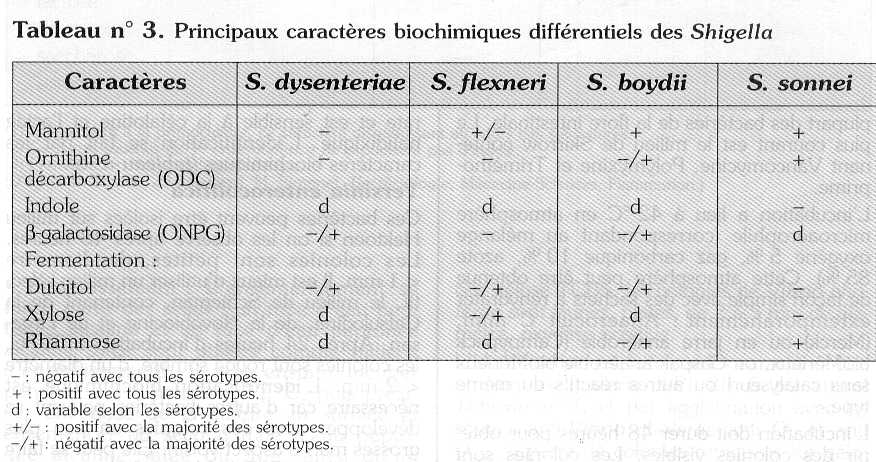 Tableau n° 3. Principaux caractères biochimiques différentiels des Shigella
Caractères S. dysenteriae S. flexneri S. boydii S. sonnei
Mannitol – +/– + +
Ornithine
décarboxylase (ODC) – – –/+ +
Indole d d d –
β-galactosidase (ONPG) –/+ – –/+ d
Fermentation :
Dulcitol –/+ –/+ –/+ –
Xylose d –/+ d –
Rhamnose d d –/+ +
– : négatif avec tous les sérotypes.
+ : positif avec tous les sérotypes.
d : variable selon les sérotypes.
+/– : positif avec la majorité des sérotypes.
–/+ : négatif avec la majorité des sérotypes.